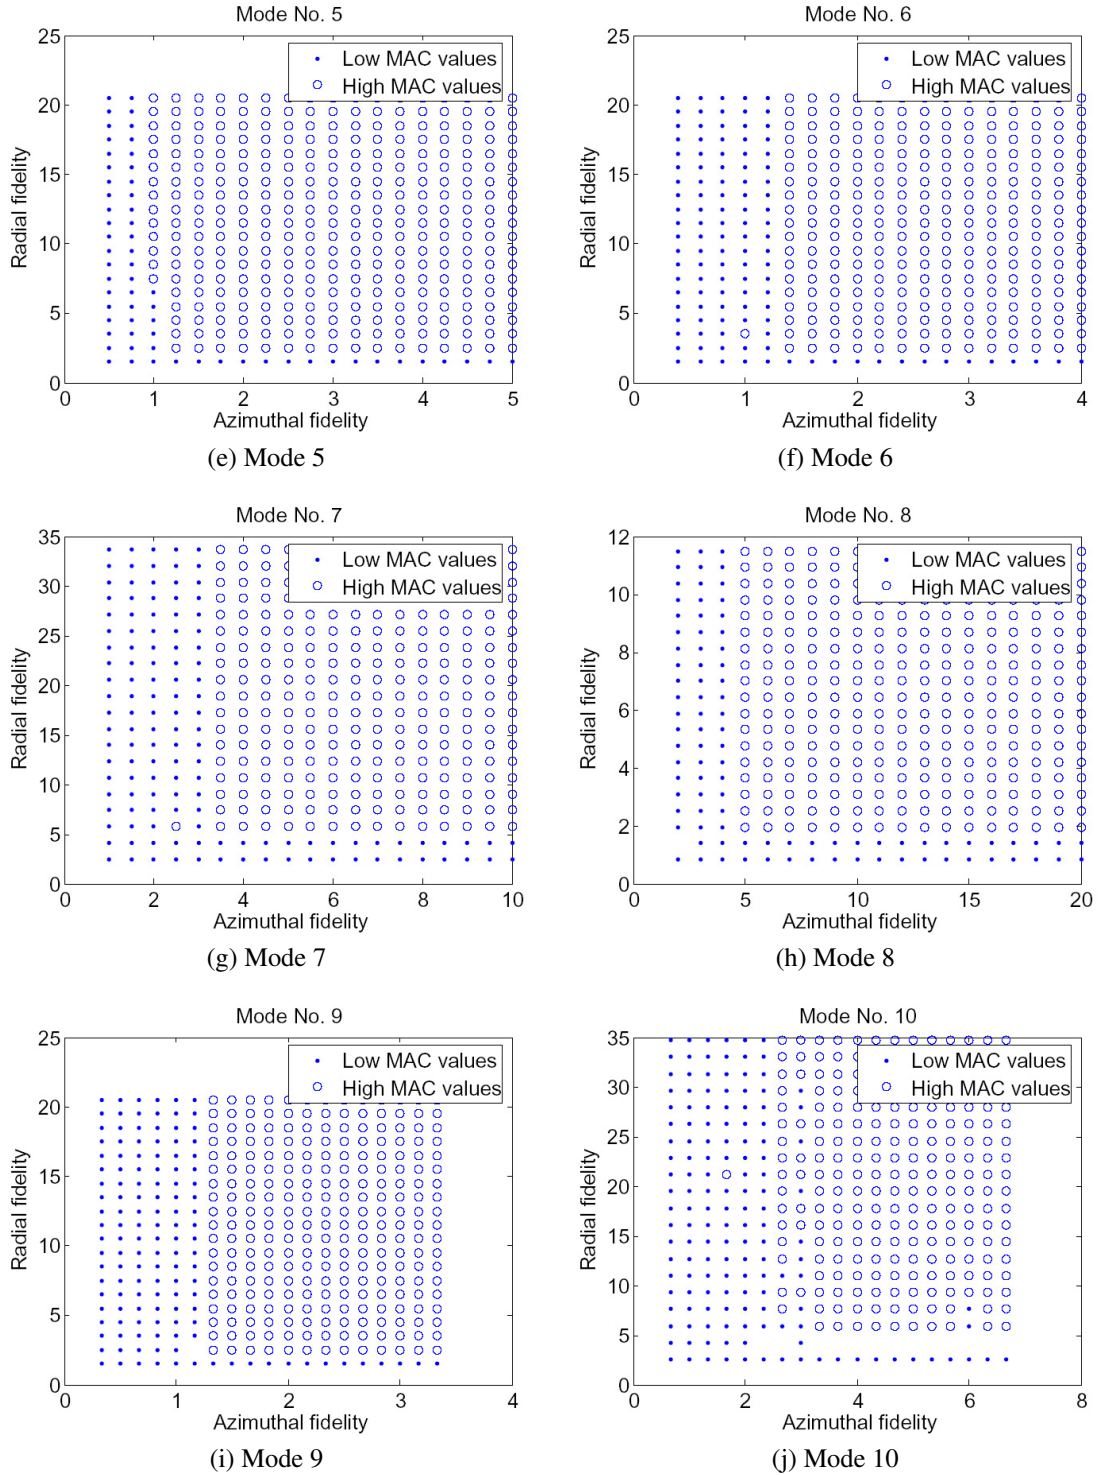 Mode No. 5
25
20
15
10
5
0
Radial fidelity
Low MAC values
High MAC values
0 1 2 3 4 5
Azimuthal fidelity
(e) Mode 5
Mode No. 6
25
20
15
10
5
0
Radial fidelity
Low MAC values
High MAC values
0 1 2 3 4
Azimuthal fidelity
(f) Mode 6
Mode No. 7
35
30
25
20
15
10
5
0
Radial fidelity
Low MAC values
High MAC values
0 2 4 6 8 10
Azimuthal fidelity
(g) Mode 7
Mode No. 8
12
10
8
6
4
2
0
Radial fidelity
Low MAC values
High MAC values
0 5 10 15 20
Azimuthal fidelity
(h) Mode 8
Mode No. 9
25
20
15
10
5
0
Radial fidelity
Low MAC values
High MAC values
0 1 2 3 4
Azimuthal fidelity
(i) Mode 9
Mode No. 10
35
30
25
20
15
10
5
0
Radial fidelity
Low MAC values
High MAC values
0 2 4 6 8
Azimuthal fidelity
(j) Mode 10